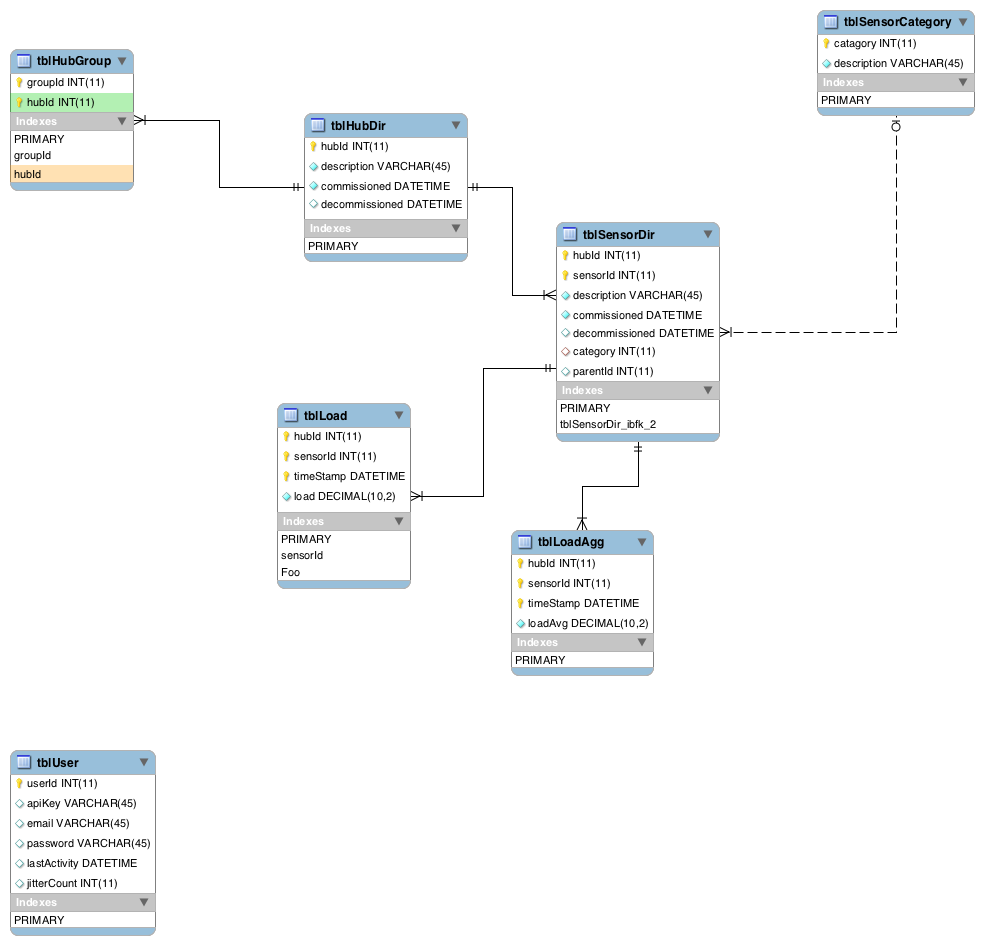 tblSensorCategory
catagory INT(11)
description VARCHAR(45)
Indexes
PRIMARY
tblHubGroup
groupId INT(11)
hubId INT(11)
Indexes
PRIMARY
groupId
hubId
tblHubDir
hubId INT(11)
description VARCHAR(45)
commissioned DATETIME
decommissioned DATETIME
Indexes
PRIMARY
tblSensorDir
hubId INT(11)
sensorId INT(11)
description VARCHAR(45)
commissioned DATETIME
decommissioned DATETIME
category INT(11)
parentId INT(11)
Indexes
PRIMARY
tblSensorDir_ibfk_2
tblLoad
hubId INT(11)
sensorId INT(11)
timeStamp DATETIME
load DECIMAL(10,2)
Indexes
PRIMARY
sensorId
Foo
tblLoadAgg
hubId INT(11)
sensorId INT(11)
timeStamp DATETIME
loadAvg DECIMAL(10,2)
Indexes
PRIMARY
tblUser
userId INT(11)
apiKey VARCHAR(45)
email VARCHAR(45)
password VARCHAR(45)
lastActivity DATETIME
jitterCount INT(11)
Indexes
PRIMARY